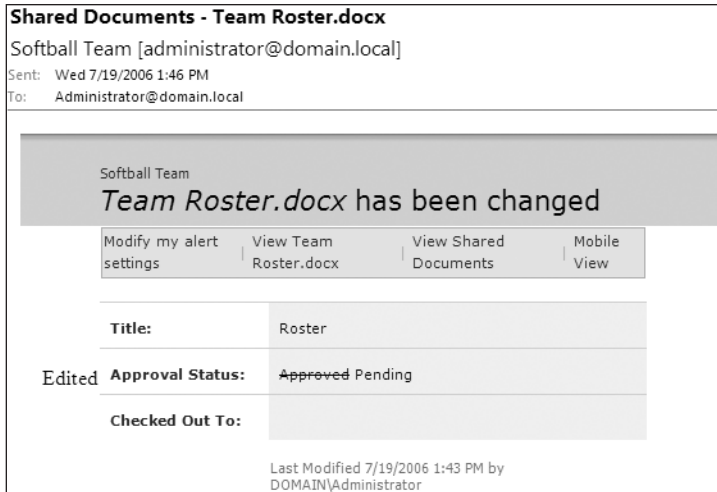 Shared Documents - Team Roster.docx
Softball Team [administrator@domain.local]
Sent: Wed 7/19/2006 1:46 PM
To: Administrator@domain.local
Softball Team
Team Roster.docx has been changed
Modify my alert settings | View Team Roster.docx | View Shared Documents | Mobile View
Title: Roster
Edited Approval Status: Approved Pending
Checked Out To:
Last Modified 7/19/2006 1:43 PM by
DOMAIN\Administrator